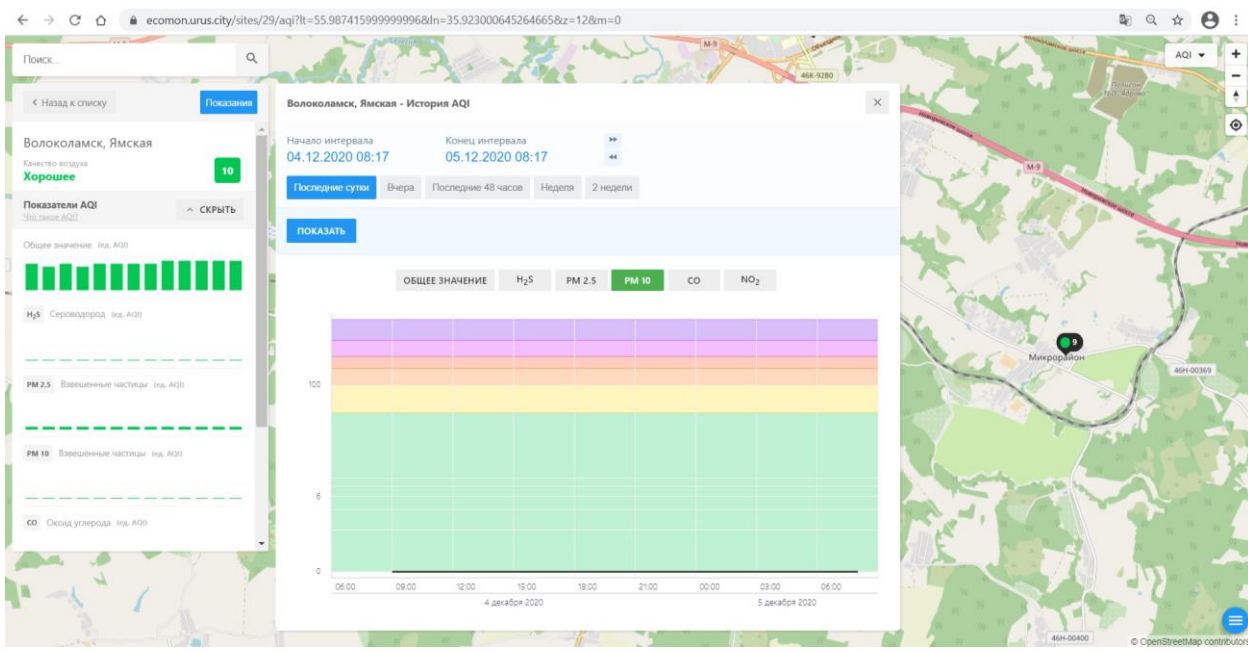 ecomon.urus.city/sites/29/aqi?lt=55.987415999999996&ln=35.923000645264665&z=12&m=0
Поиск...
AQI
Назад к списку
Показания
Волоколамск, Ямская
Качество воздуха
Хорошее
10
Показатели AQI
Что такое AQI?
СКРЫТЬ
Общее значение (ед. AQI)
H₂S Сероводород (ед. AQI)
PM 2.5 Взвешенные частицы (ед. AQI)
PM 10 Взвешенные частицы (ед. AQI)
CO Оксид углерода (ед. AQI)
Волоколамск, Ямская - История AQI
Начало интервала
04.12.2020 08:17
Конец интервала
05.12.2020 08:17
Последние сутки Вчера Последние 48 часов Неделя 2 недели
ПОКАЗАТЬ
ОБЩЕЕ ЗНАЧЕНИЕ H₂S PM 2.5 PM 10 CO NO₂
100
6
0
06:00 09:00 12:00 15:00 18:00 21:00 00:00 03:00 06:00
4 декабря 2020 5 декабря 2020
М-9
46К-9280
М-9
Новорижское шоссе
9
Микрорайон
46Н-00369
46Н-00400
© OpenStreetMap contributors